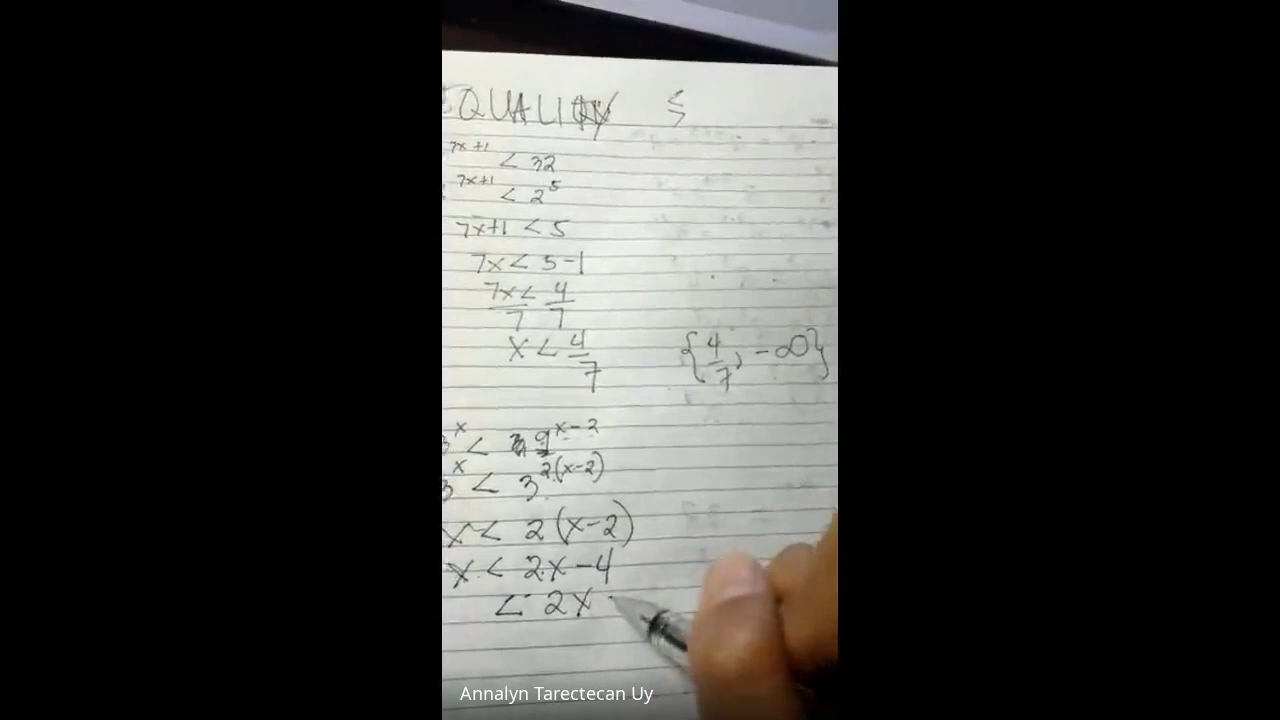 QUALITY ≤ >
7x+1 < 32
7x+1 < 2^5
7x+1 < 5
7x < 5-1
7x < 4
7 7
x < 4/7 {4/7, -∞}
3^x < 9^x-2
3^x < 3^2(x-2)
x < 2(x-2)
x < 2x-4
< 2x
Annalyn Tarectecan Uy